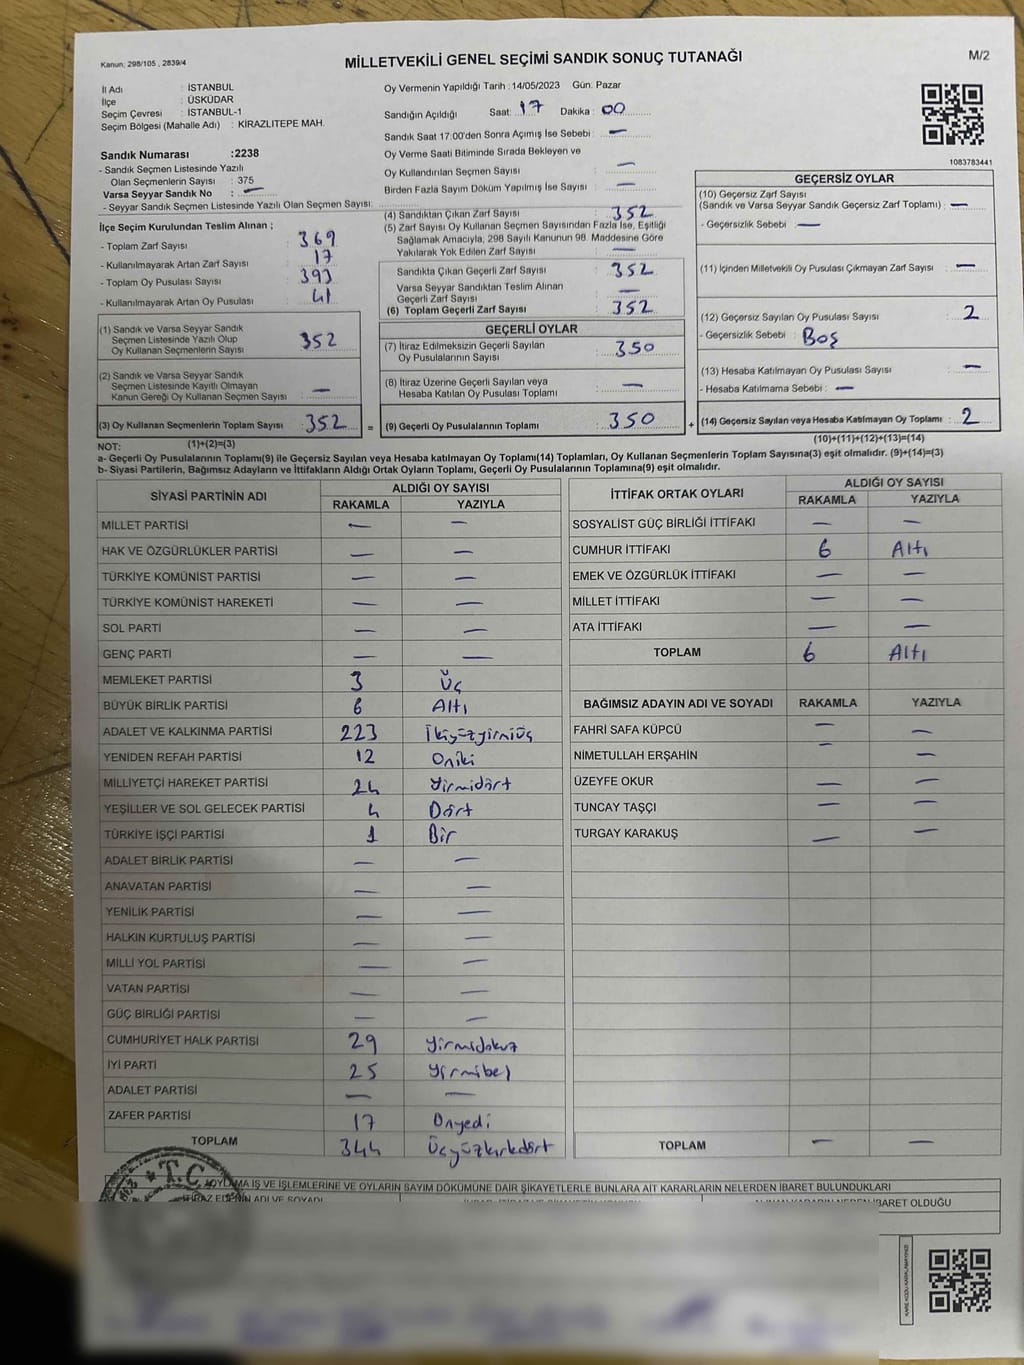 Kanun: 298/105, 2839/4
MİLLETVEKİLİ GENEL SEÇİMİ SANDIK SONUÇ TUTANAĞI
M/2
İl Adı : İSTANBUL
İlçe : ÜSKÜDAR
Seçim Çevresi : İSTANBUL-1
Seçim Bölgesi (Mahalle Adı) : KİRAZLITEPE MAH.
Sandık Numarası :2238
- Sandık Seçmen Listesinde Yazılı
Olan Seçmenlerin Sayısı : 375
Varsa Seyyar Sandık No : —
- Seyyar Sandık Seçmen Listesinde Yazılı Olan Seçmen Sayısı:
Oy Vermenin Yapıldığı Tarih :14/05/2023 Gün: Pazar
Sandığın Açıldığı Saat: 17 Dakika : 00
Sandık Saat 17:00'den Sonra Açımış İse Sebebi : —
Oy Verme Saati Bitiminde Sırada Bekleyen ve
Oy Kullandırılan Seçmen Sayısı : —
Birden Fazla Sayım Döküm Yapılmış İse Sayısı : —
1083783441
İlçe Seçim Kurulundan Teslim Alınan ;
- Toplam Zarf Sayısı : 369
- Kullanılmayarak Artan Zarf Sayısı : 17
- Toplam Oy Pusulası Sayısı : 393
- Kullanılmayarak Artan Oy Pusulası : 41
(1) Sandık ve Varsa Seyyar Sandık
Seçmen Listesinde Yazılı Olup
Oy Kullanan Seçmenlerin Sayısı : 352
(2) Sandık ve Varsa Seyyar Sandık
Seçmen Listesinde Kayıtlı Olmayan
Kanun Gereği Oy Kullanan Seçmen Sayısı : —
(3) Oy Kullanan Seçmenlerin Toplam Sayısı : 352 =
(4) Sandıktan Çıkan Zarf Sayısı : 352
(5) Zarf Sayısı Oy Kullanan Seçmen Sayısından Fazla İse, Eşitliği
Sağlamak Amacıyla, 298 Sayılı Kanunun 98. Maddesine Göre
Yakılarak Yok Edilen Zarf Sayısı : —
Sandıkta Çıkan Geçerli Zarf Sayısı : 352
Varsa Seyyar Sandıktan Teslim Alınan
Geçerli Zarf Sayısı : —
(6) Toplam Geçerli Zarf Sayısı : 352
GEÇERLİ OYLAR
(7) İtiraz Edilmeksizin Geçerli Sayılan
Oy Pusulalarının Sayısı : 350
(8) İtiraz Üzerine Geçerli Sayılan veya
Hesaba Katılan Oy Pusulası Toplamı : —
(9) Geçerli Oy Pusulalarının Toplamı : 350 +
GEÇERSİZ OYLAR
(10) Geçersiz Zarf Sayısı
(Sandık ve Varsa Seyyar Sandık Geçersiz Zarf Toplamı) : —
- Geçersizlik Sebebi : —
(11) İçinden Milletvekili Oy Pusulası Çıkmayan Zarf Sayısı : —
(12) Geçersiz Sayılan Oy Pusulası Sayısı : 2
- Geçersizlik Sebebi : Boş
(13) Hesaba Katılmayan Oy Pusulası Sayısı : —
- Hesaba Katılmama Sebebi : —
(14) Geçersiz Sayılan veya Hesaba Katılmayan Oy Toplamı : 2
NOT: (1)+(2)=(3) (10)+(11)+(12)+(13)=(14)
a- Geçerli Oy Pusulalarının Toplamı(9) ile Geçersiz Sayılan veya Hesaba katılmayan Oy Toplamı(14) Toplamları, Oy Kullanan Seçmenlerin Toplam Sayısına(3) eşit olmalıdır. (9)+(14)=(3)
b- Siyasi Partilerin, Bağımsız Adayların ve İttifakların Aldığı Ortak Oyların Toplamı, Geçerli Oy Pusulalarının Toplamına(9) eşit olmalıdır.
SİYASİ PARTİNİN ADI ALDIĞI OY SAYISI
RAKAMLA YAZIYLA
MİLLET PARTİSİ — —
HAK VE ÖZGÜRLÜKLER PARTİSİ — —
TÜRKİYE KOMÜNİST PARTİSİ — —
TÜRKİYE KOMÜNİST HAREKETİ — —
SOL PARTİ — —
GENÇ PARTİ — —
MEMLEKET PARTİSİ 3 Üç
BÜYÜK BİRLİK PARTİSİ 6 Altı
ADALET VE KALKINMA PARTİSİ 223 İkiyüzyirmiüç
YENİDEN REFAH PARTİSİ 12 Oniki
MİLLİYETÇİ HAREKET PARTİSİ 24 Yirmidört
YEŞİLLER VE SOL GELECEK PARTİSİ 4 Dört
TÜRKİYE İŞÇİ PARTİSİ 1 Bir
ADALET BİRLİK PARTİSİ — —
ANAVATAN PARTİSİ — —
YENİLİK PARTİSİ — —
HALKIN KURTULUŞ PARTİSİ — —
MİLLİ YOL PARTİSİ — —
VATAN PARTİSİ — —
GÜÇ BİRLİĞİ PARTİSİ — —
CUMHURİYET HALK PARTİSİ 29 Yirmidokuz
İYİ PARTİ 25 Yirmibeş
ADALET PARTİSİ — —
ZAFER PARTİSİ 17 Onyedi
TOPLAM 344 Üçyüzkırkdört
İTTİFAK ORTAK OYLARI ALDIĞI OY SAYISI
RAKAMLA YAZIYLA
SOSYALİST GÜÇ BİRLİĞİ İTTİFAKI — —
CUMHUR İTTİFAKI 6 Altı
EMEK VE ÖZGÜRLÜK İTTİFAKI — —
MİLLET İTTİFAKI — —
ATA İTTİFAKI — —
TOPLAM 6 Altı
BAĞIMSIZ ADAYIN ADI VE SOYADI RAKAMLA YAZIYLA
FAHRİ SAFA KÜPCÜ — —
NİMETULLAH ERŞAHİN — —
ÜZEYFE OKUR — —
TUNCAY TAŞÇI — —
TURGAY KARAKUŞ — —
TOPLAM — —
T.C.
OYLAMA İŞ VE İŞLEMLERİNE VE OYLARIN SAYIM DÖKÜMÜNE DAİR ŞİKAYETLERLE BUNLARA AİT KARARLARIN NELERDEN İBARET BULUNDUKLARI
İTİRAZ EDENİN ADI VE SOYADI
İBARET OLDUĞU